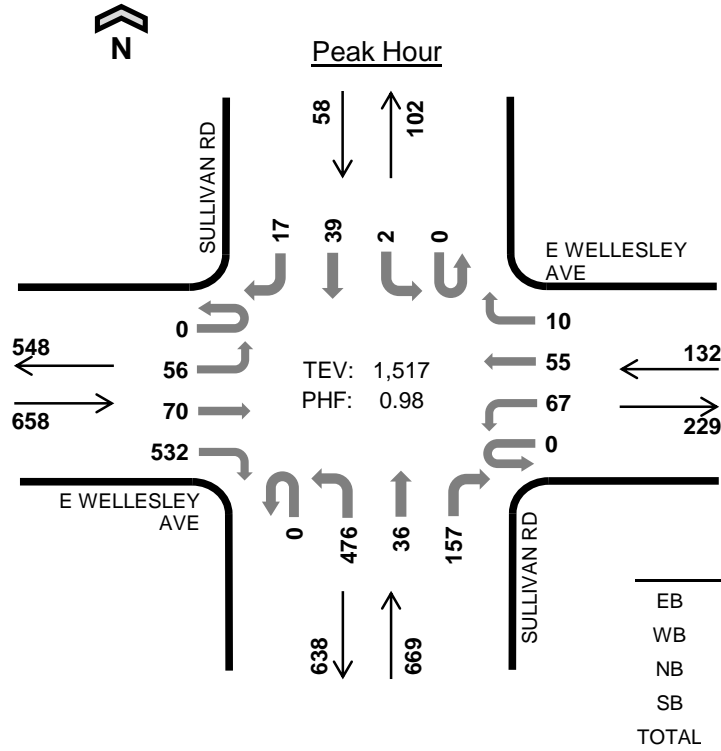 N
Peak Hour
58
102
SULLIVAN RD
17
39
2
0
E WELLESLEY
AVE
0
56
70
532
548
658
TEV: 1,517
PHF: 0.98
10
55
67
0
132
229
E WELLESLEY
AVE
0
476
36
157
SULLIVAN RD
638
669
EB
WB
NB
SB
TOTAL